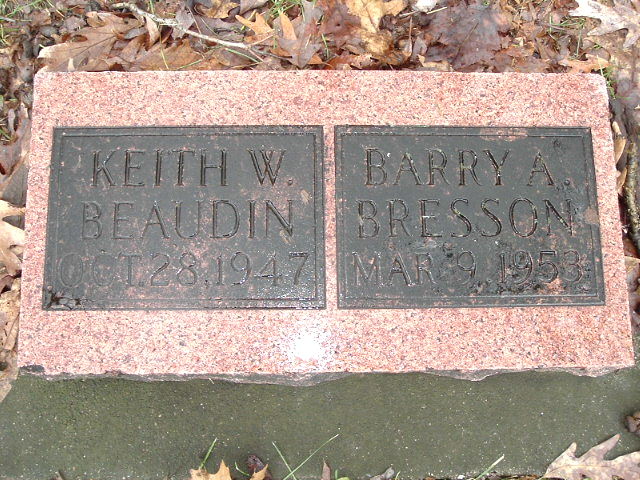 KEITH W.
BEAUDIN
OCT. 28, 1947
BARRY A.
BRESSON
MAR. 9, 1953